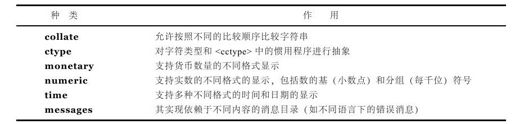 种 类 作 用
collate 允许按照不同的比较顺序比较字符串
ctype 对字符类型和<cctype>中的惯用程序进行抽象
monetary 支持货币数量的不同格式显示
numeric 支持实数的不同格式的显示，包括数的基（小数点）和分组（每千位）符号
time 支持多种不同格式的时间和日期的显示
messages 其实现依赖于不同内容的消息目录（如不同语言下的错误消息）